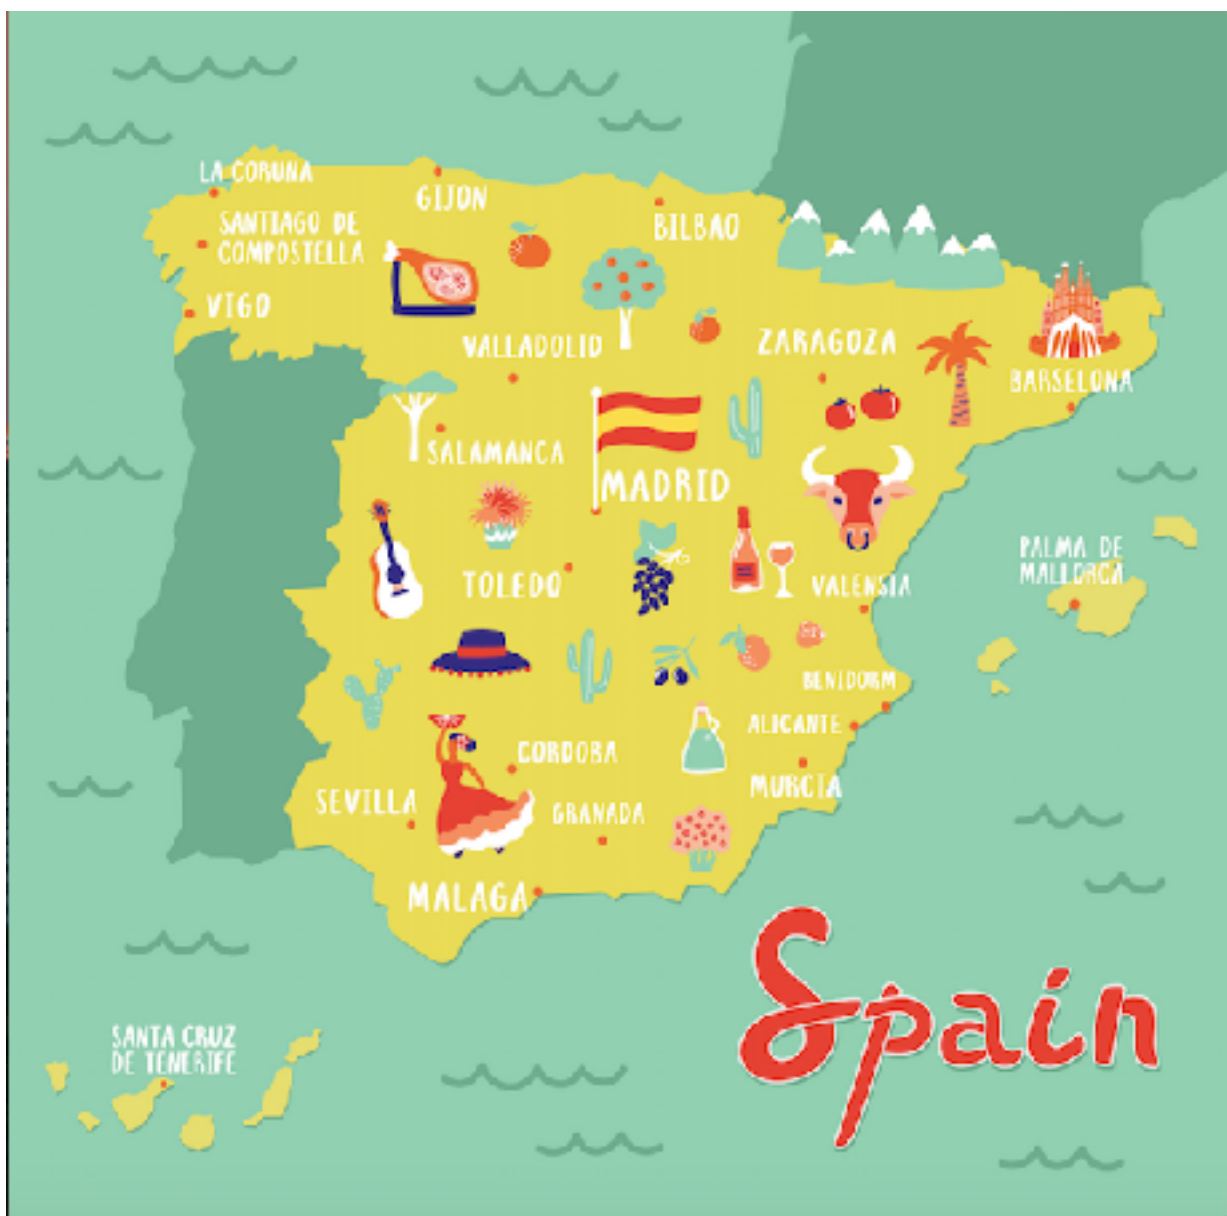 LA CORUNA
GIJON
SANTIAGO DE
COMPOSTELLA
BILBAO
VIGO
VALLADOLID
ZARAGOZA
BARSELONA
SALAMANCA
MADRID
PALMA DE
MALLORCA
TOLEDO
VALENSIA
BENIDORM
ALICANTE
CORDOBA
MURCIA
SEVILLA
GRANADA
MALAGA
Spain
SANTA CRUZ
DE TENERIFE